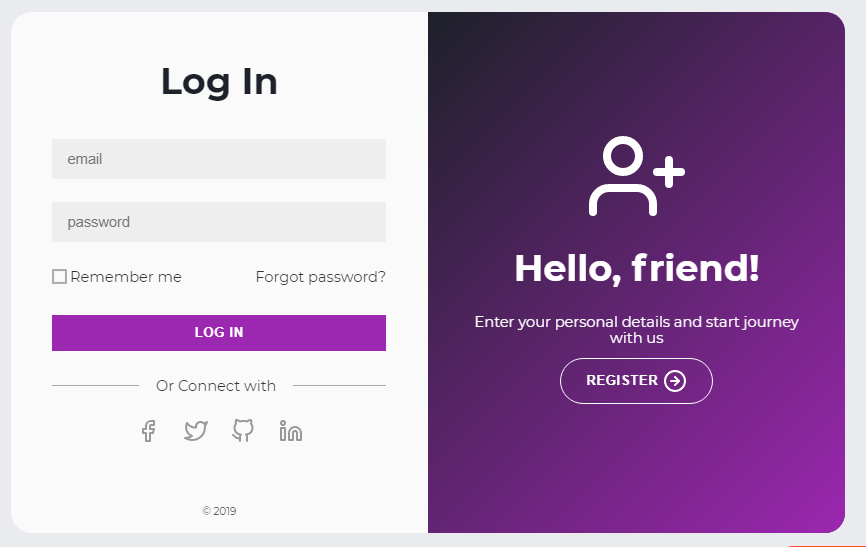 Log In
email
password
Remember me
Forgot password?
LOG IN
Or Connect with
© 2019
Hello, friend!
Enter your personal details and start journey
with us
REGISTER